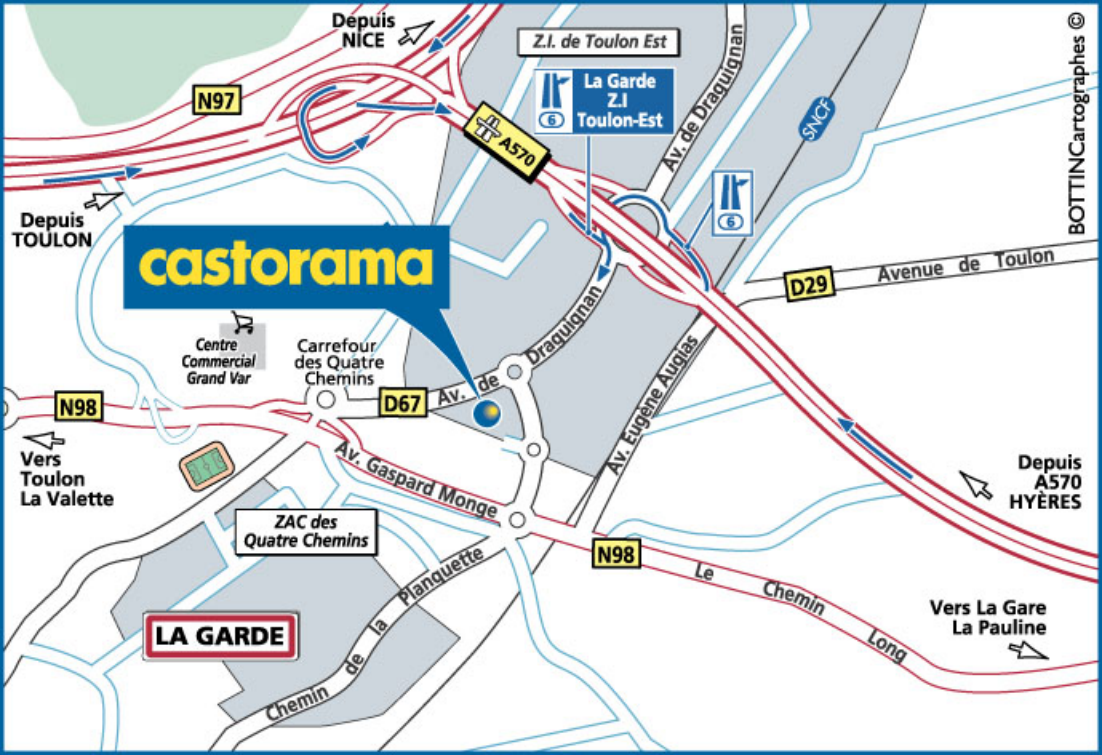 Depuis
NICE
Z.I. de Toulon Est
Av. de Draguignan
BOTTINCartographes ©
N97
La Garde
Z.I
Toulon-Est
6
SNCF
A570
6
Depuis
TOULON
castorama
D29
Avenue de Toulon
Centre
Commercial
Grand Var
Carrefour
des Quatre
Chemins
Av. de Draguignan
Av. Eugène Augias
N98
D67
Vers
Toulon
La Valette
Av. Gaspard Monge
Depuis
A570
HYÈRES
ZAC des
Quatre Chemins
N98
Le Chemin Long
Chemin de la Planquette
Vers La Gare
La Pauline
LA GARDE